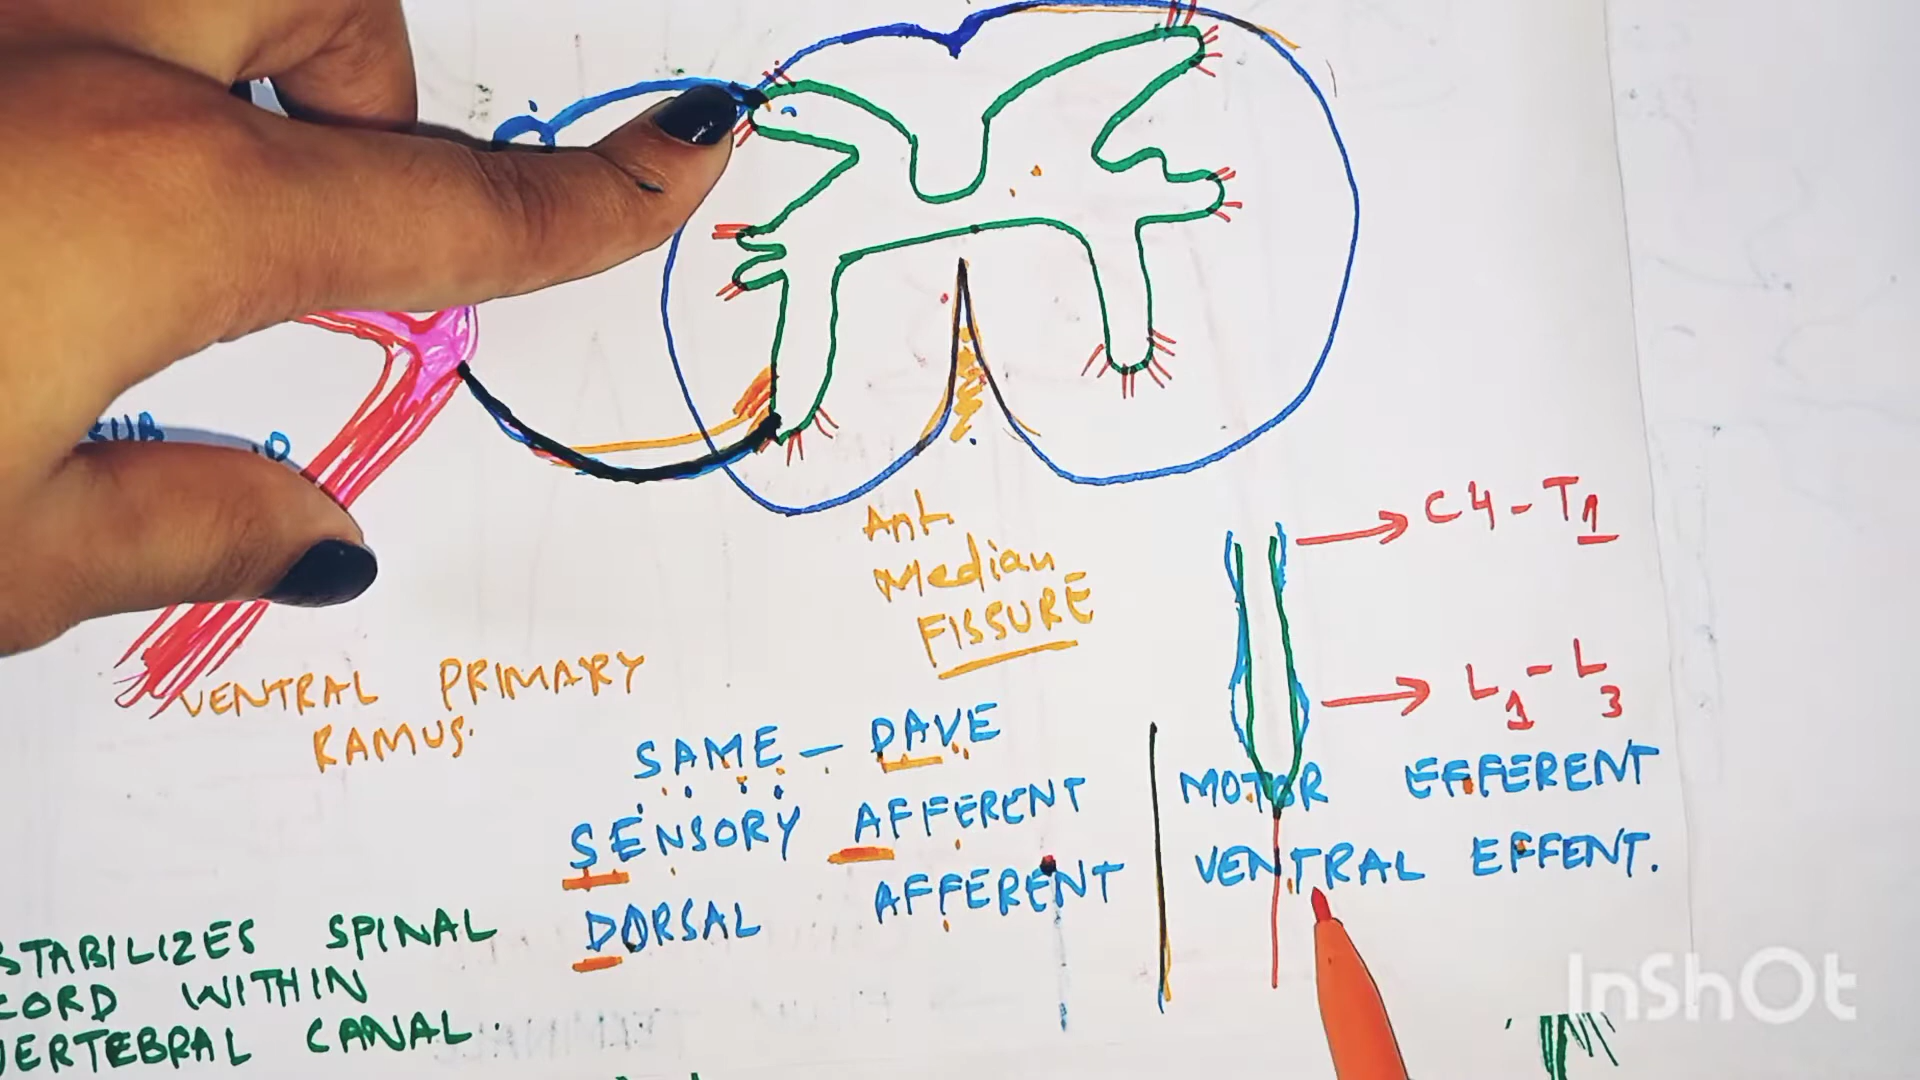 SUB
Ant.
Median
FISSURE
C4-T1
L1-L3
VENTRAL PRIMARY
RAMUS.
SAME - DAVE
SENSORY AFFERENT
DORSAL AFFERENT
MOTOR EFFERENT
VENTRAL EFFENT.
STABILIZES SPINAL
CORD WITHIN
VERTEBRAL CANAL.
InShOt